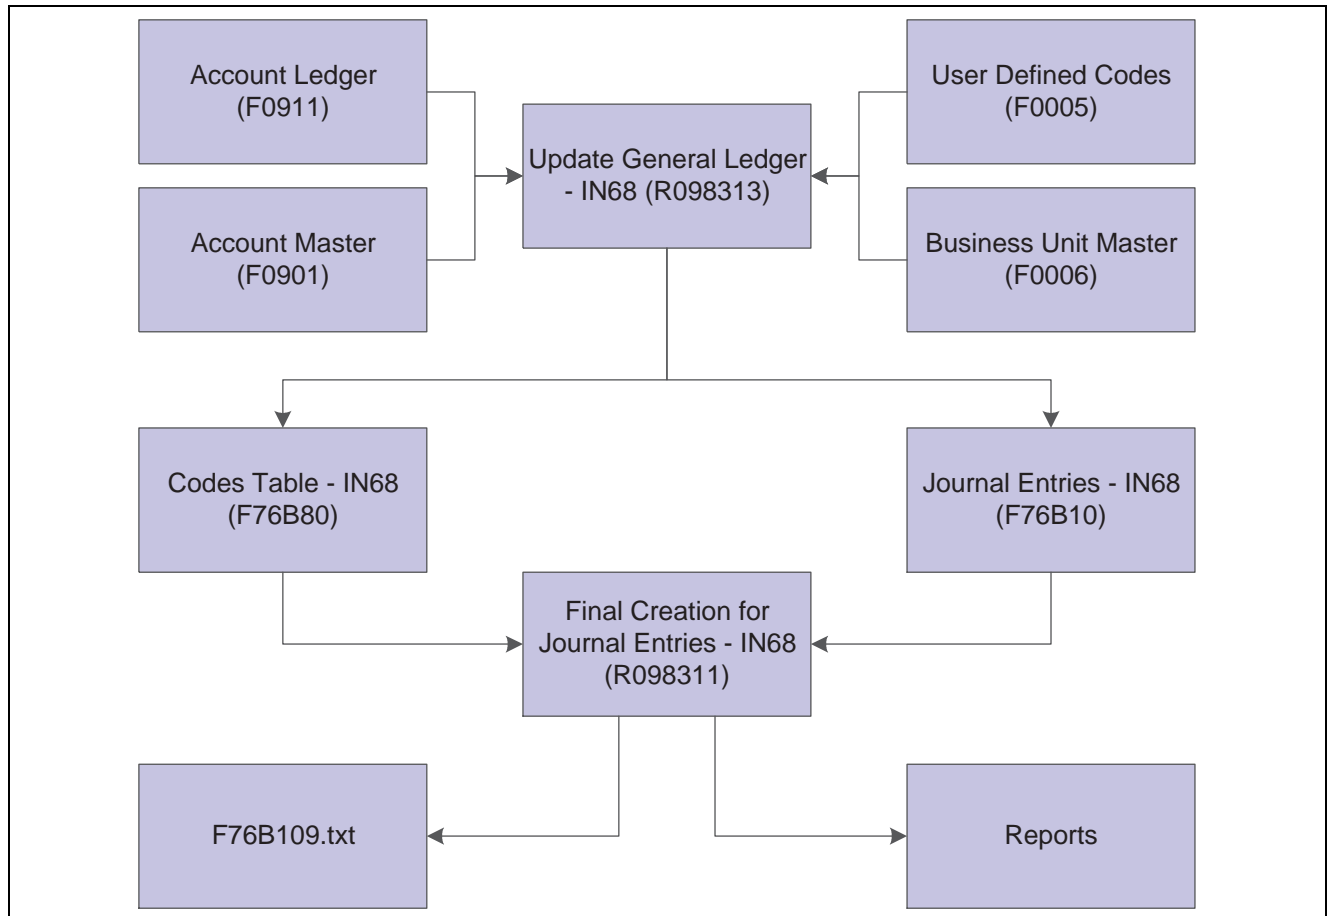 Account Ledger
(F0911)
User Defined Codes
(F0005)
Update General Ledger
- IN68 (R098313)
Account Master
(F0901)
Business Unit Master
(F0006)
Codes Table - IN68
(F76B80)
Journal Entries - IN68
(F76B10)
Final Creation for
Journal Entries - IN68
(R098311)
F76B109.txt
Reports